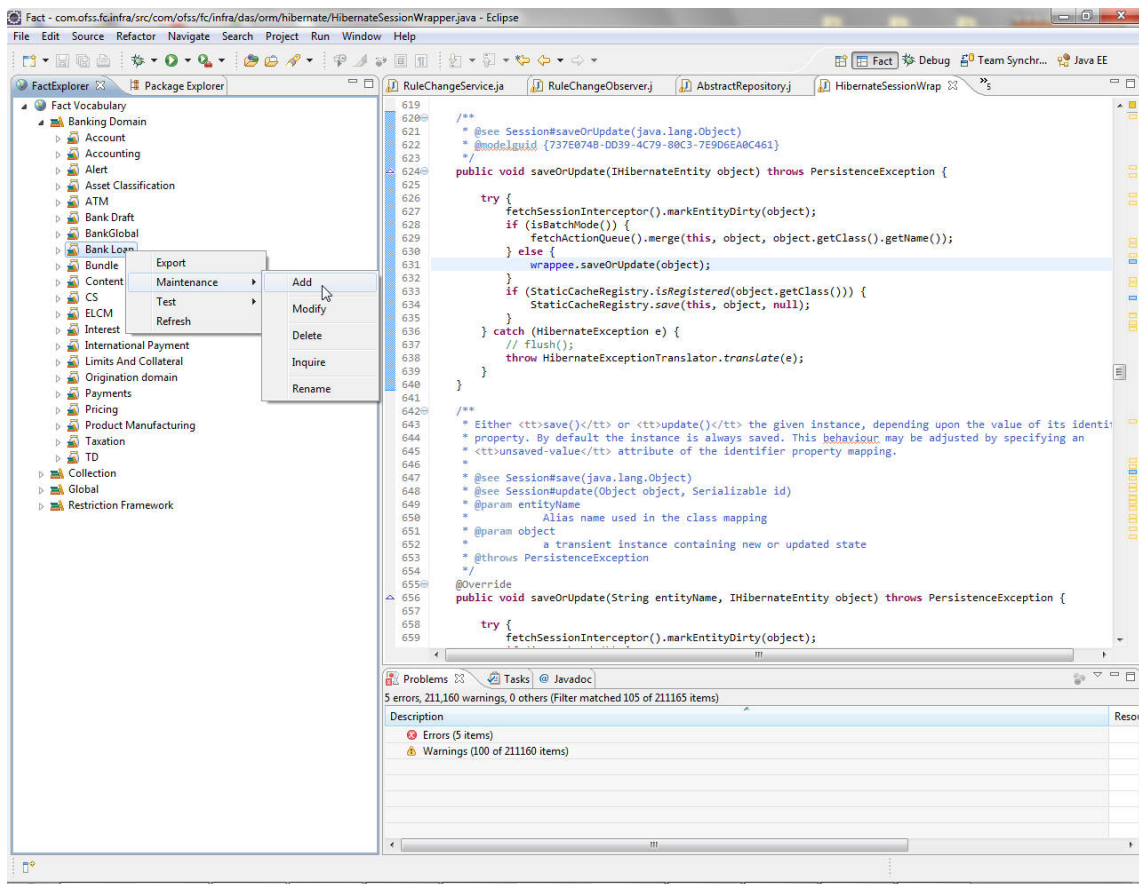 Fact - com.ofss.fc.infra/src/com/ofss/fc/infra/das/orm/hibernate/HibernateSessionWrapper.java - Eclipse
File Edit Source Refactor Navigate Search Project Run Window Help
Fact Debug Team Synchr... Java EE
FactExplorer Package Explorer
Fact Vocabulary
Banking Domain
Account
Accounting
Alert
Asset Classification
ATM
Bank Draft
BankGlobal
Bank Loan
Bundle
Content
CS
ELCM
Interest
International Payment
Limits And Collateral
Origination domain
Payments
Pricing
Product Manufacturing
Taxation
TD
Collection
Global
Restriction Framework
Export
Maintenance
Test
Refresh
Add
Modify
Delete
Inquire
Rename
RuleChangeService.ja RuleChangeObserver.j AbstractRepository.j HibernateSessionWrap »5
619
620 /**
621 * @see Session#saveOrUpdate(java.lang.Object)
622 * @modelguid {737E074B-DD39-4C79-80C3-7E9D6EA0C461}
623 */
624 public void saveOrUpdate(IHibernateEntity object) throws PersistenceException {
625
626 try {
627 fetchSessionInterceptor().markEntityDirty(object);
628 if (isBatchMode()) {
629 fetchActionQueue().merge(this, object, object.getClass().getName());
630 } else {
631 wrappee.saveOrUpdate(object);
632 }
633 if (StaticCacheRegistry.isRegistered(object.getClass())) {
634 StaticCacheRegistry.save(this, object, null);
635 }
636 } catch (HibernateException e) {
637 // flush();
638 throw HibernateExceptionTranslator.translate(e);
639 }
640 }
641
642 /**
643 * Either <tt>save()</tt> or <tt>update()</tt> the given instance, depending upon the value of its identi
644 * property. By default the instance is always saved. This behaviour may be adjusted by specifying an
645 * <tt>unsaved-value</tt> attribute of the identifier property mapping.
646 *
647 * @see Session#save(java.lang.Object)
648 * @see Session#update(Object object, Serializable id)
649 * @param entityName
650 * Alias name used in the class mapping
651 * @param object
652 * a transient instance containing new or updated state
653 * @throws PersistenceException
654 */
655 @Override
656 public void saveOrUpdate(String entityName, IHibernateEntity object) throws PersistenceException {
657
658 try {
659 fetchSessionInterceptor().markEntityDirty(object);
Problems Tasks @ Javadoc
5 errors, 211,160 warnings, 0 others (Filter matched 105 of 211165 items)
Description Resou
Errors (5 items)
Warnings (100 of 211160 items)